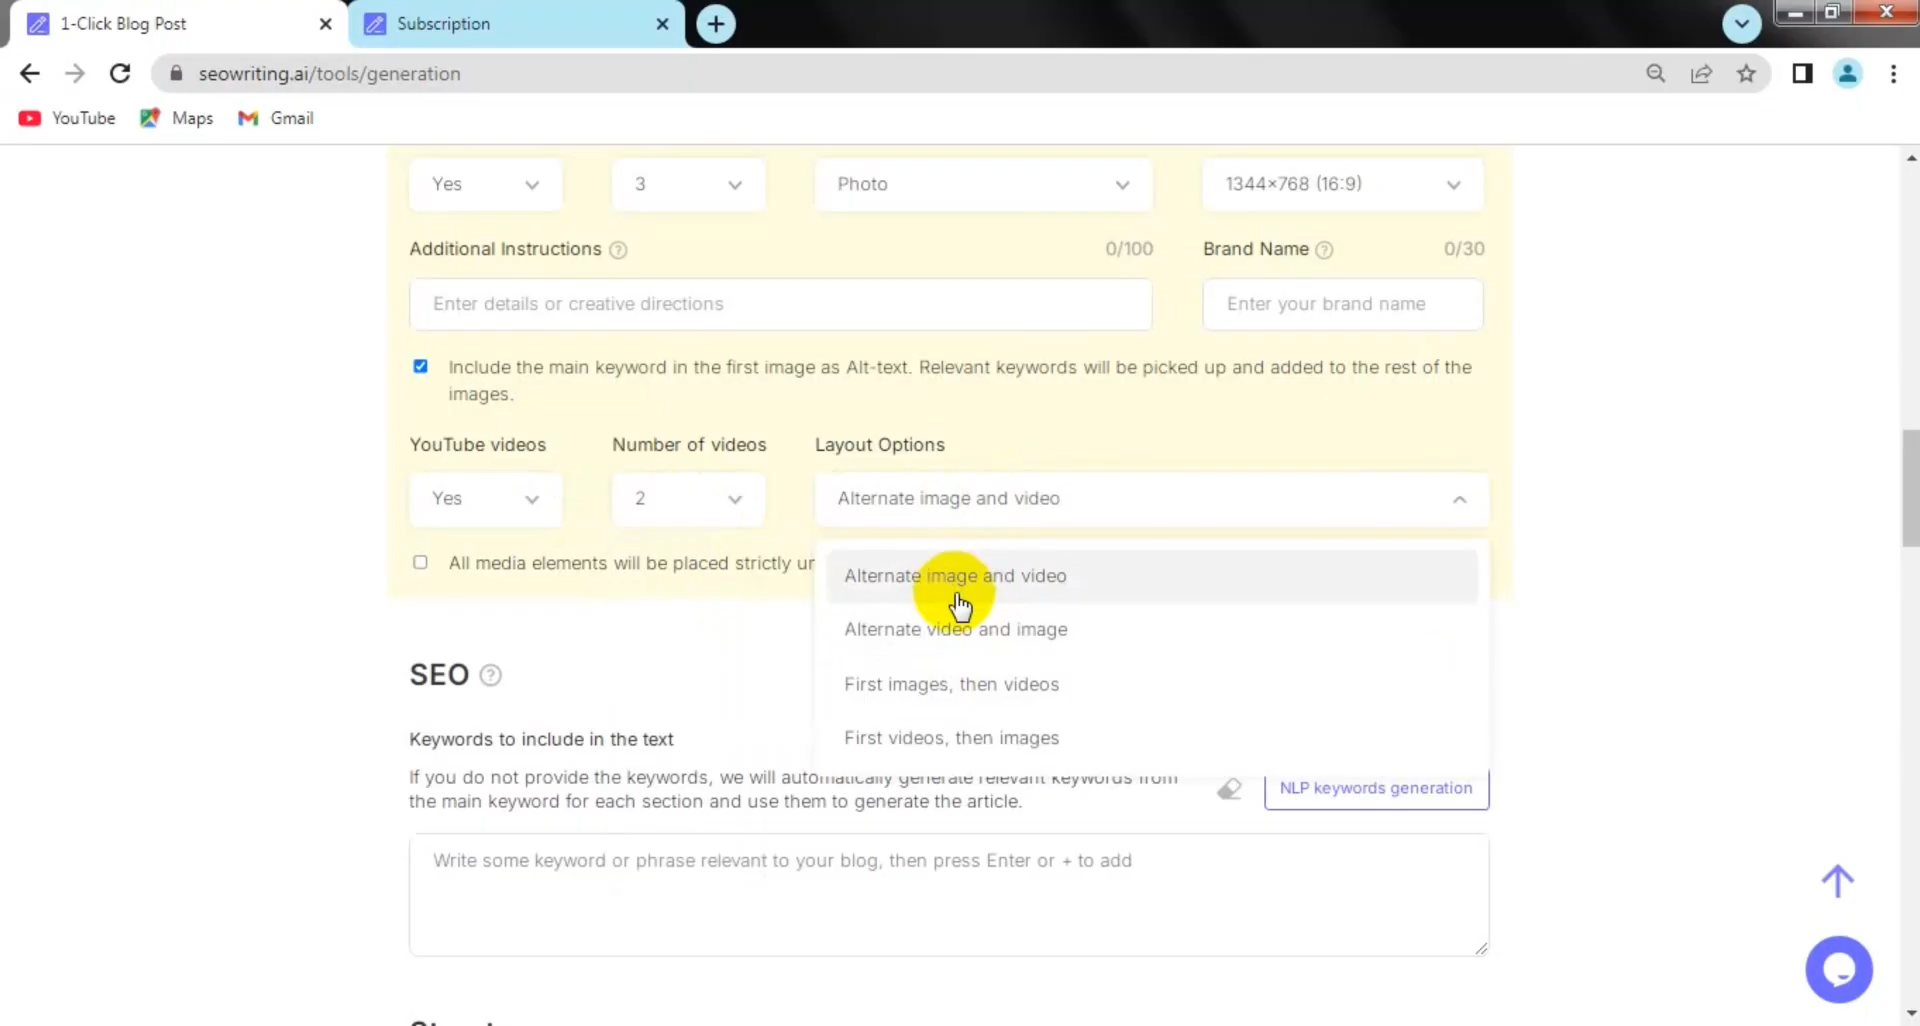 1-Click Blog Post
Subscription
seowriting.ai/tools/generation
YouTube Maps Gmail
Yes 3 Photo 1344×768 (16:9)
Additional Instructions 0/100 Brand Name 0/30
Enter details or creative directions Enter your brand name
Include the main keyword in the first image as Alt-text. Relevant keywords will be picked up and added to the rest of the
images.
YouTube videos Number of videos Layout Options
Yes 2 Alternate image and video
All media elements will be placed strictly
Alternate image and video
Alternate video and image
First images, then videos
First videos, then images
SEO
Keywords to include in the text
If you do not provide the keywords, we will automatically generate relevant keywords from
the main keyword for each section and use them to generate the article.
NLP keywords generation
Write some keyword or phrase relevant to your blog, then press Enter or + to add